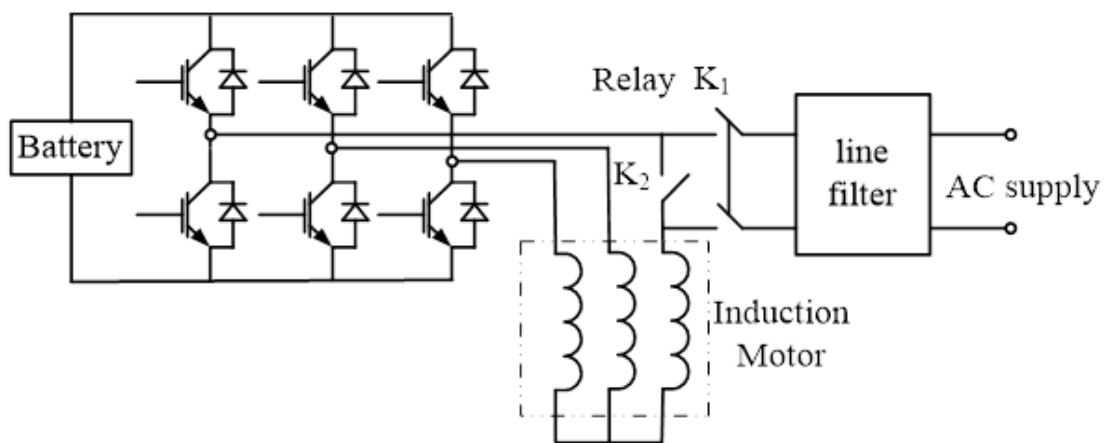 Relay K₁
Battery
K₂
line
filter
AC supply
Induction
Motor